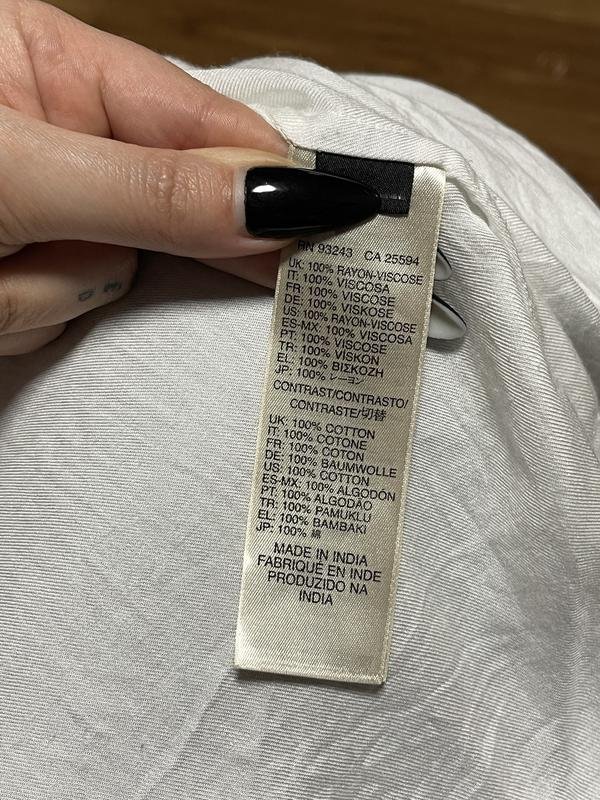 RN 93243 CA 25594
UK: 100% RAYON-VISCOSE
IT: 100% VISCOSA
FR: 100% VISCOSE
DE: 100% VISKOSE
US: 100% RAYON-VISCOSE
ES-MX: 100% VISCOSA
PT: 100% VISCOSE
TR: 100% VİSKON
EL: 100% ΒΙΣΚΟΖΗ
JP: 100% レーヨン
CONTRAST/CONTRASTO/
CONTRASTE/切替
UK: 100% COTTON
IT: 100% COTONE
FR: 100% COTON
DE: 100% BAUMWOLLE
US: 100% COTTON
ES-MX: 100% ALGODÓN
PT: 100% ALGODÃO
TR: 100% PAMUKLU
EL: 100% ΒΑΜΒΑΚΙ
JP: 100% 綿
MADE IN INDIA
FABRIQUÉ EN INDE
PRODUZIDO NA
INDIA